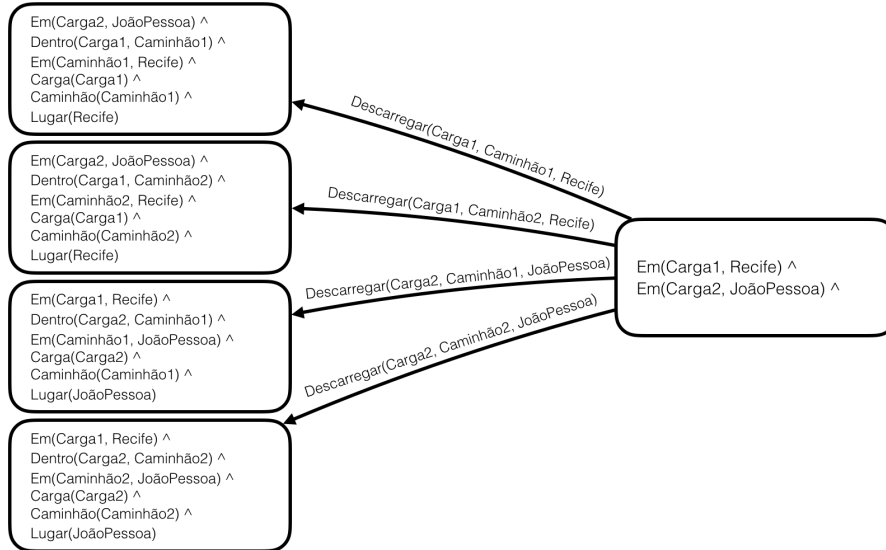 Em(Carga2, JoãoPessoa) ^
Dentro(Carga1, Caminhão1) ^
Em(Caminhão1, Recife) ^
Carga(Carga1) ^
Caminhão(Caminhão1) ^
Lugar(Recife)
Descarregar(Carga1, Caminhão1, Recife)
Em(Carga2, JoãoPessoa) ^
Dentro(Carga1, Caminhão2) ^
Em(Caminhão2, Recife) ^
Carga(Carga1) ^
Caminhão(Caminhão2) ^
Lugar(Recife)
Descarregar(Carga1, Caminhão2, Recife)
Em(Carga1, Recife) ^
Em(Carga2, JoãoPessoa) ^
Descarregar(Carga2, Caminhão1, JoãoPessoa)
Em(Carga1, Recife) ^
Dentro(Carga2, Caminhão1) ^
Em(Caminhão1, JoãoPessoa) ^
Carga(Carga2) ^
Caminhão(Caminhão1) ^
Lugar(JoãoPessoa)
Descarregar(Carga2, Caminhão2, JoãoPessoa)
Em(Carga1, Recife) ^
Dentro(Carga2, Caminhão2) ^
Em(Caminhão2, JoãoPessoa) ^
Carga(Carga2) ^
Caminhão(Caminhão2) ^
Lugar(JoãoPessoa)